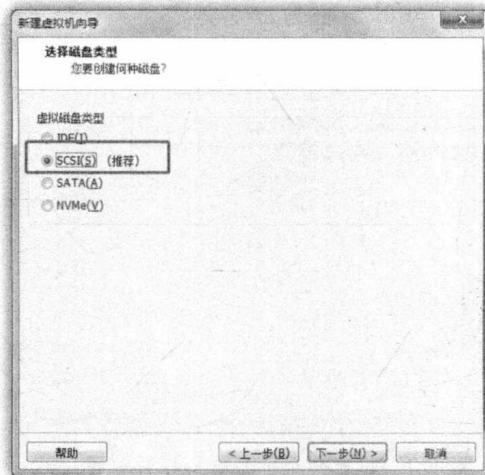 新建虚拟机向导
选择磁盘类型
您要创建何种磁盘?
虚拟磁盘类型
IDE(I)
SCSI(S) (推荐)
SATA(A)
NVMe(V)
帮助
< 上一步(B)
下一步(N) >
取消